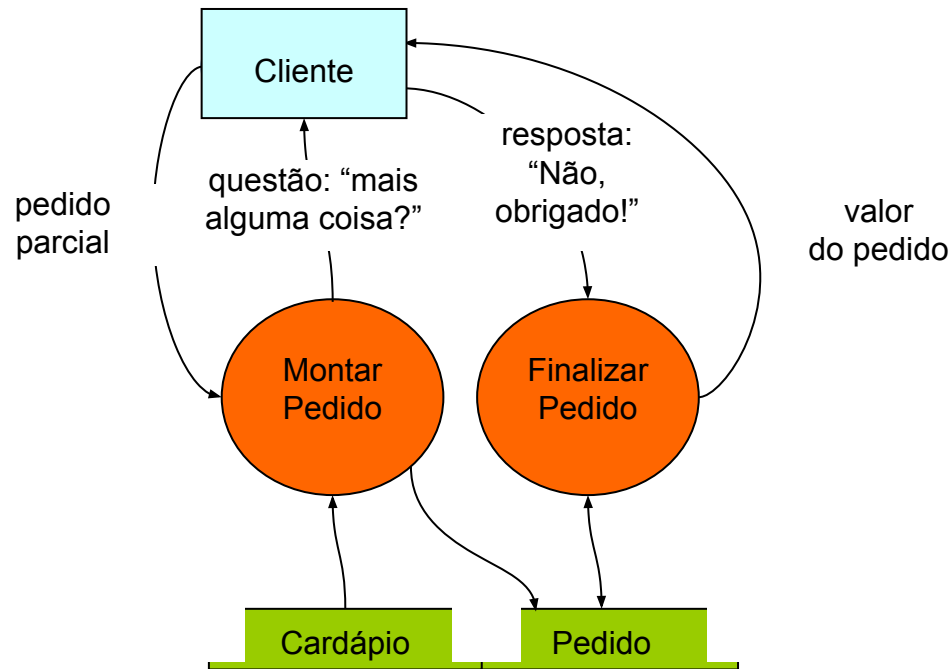 Cliente
pedido
parcial
questão: “mais
alguma coisa?”
resposta:
“Não,
obrigado!”
valor
do pedido
Montar
Pedido
Finalizar
Pedido
Cardápio
Pedido